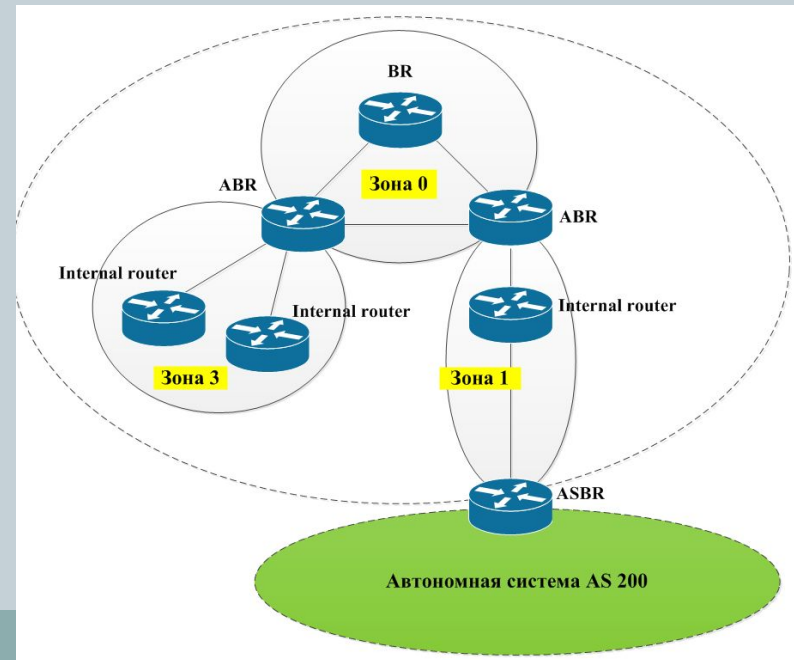 BR
Зона 0
ABR
ABR
Internal router
Internal router
Internal router
Зона 3
Зона 1
ASBR
Автономная система AS 200